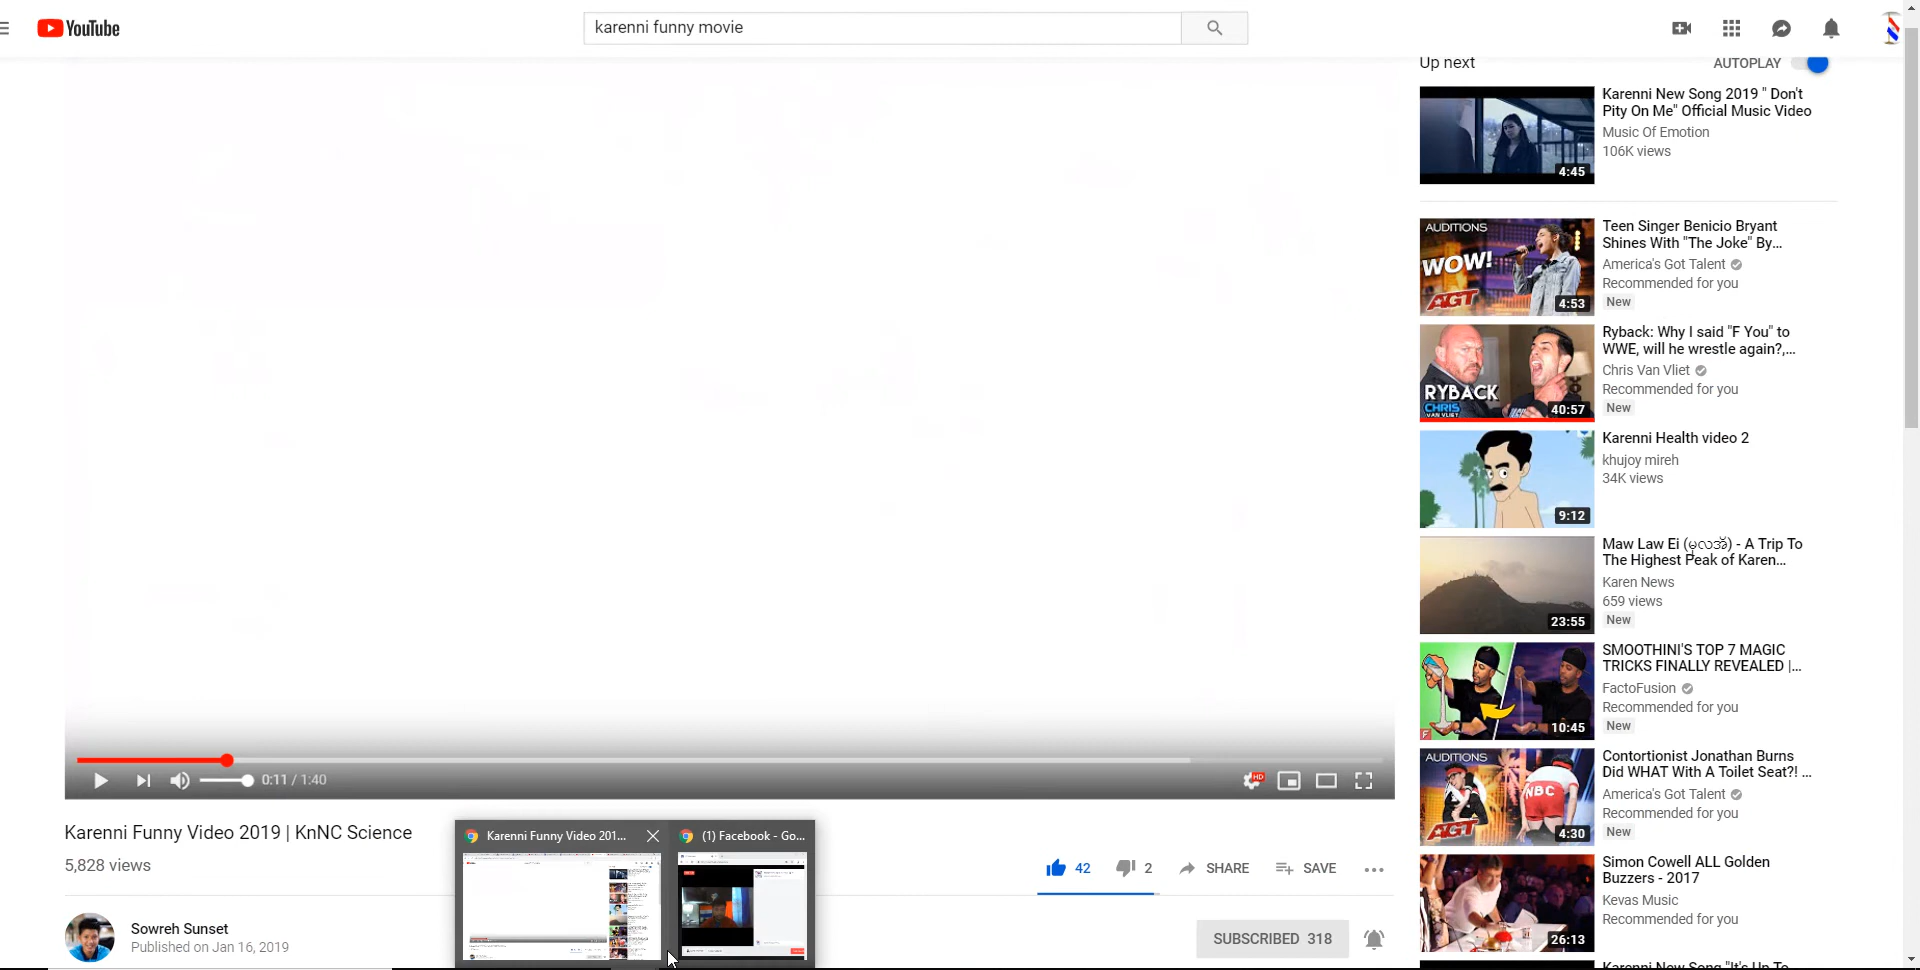 YouTube
karenni funny movie
Up next
AUTOPLAY
Karenni New Song 2019 " Don't
Pity On Me" Official Music Video
Music Of Emotion
106K views
4:45
AUDITIONS
WOW!
AGT
4:53
Teen Singer Benicio Bryant
Shines With "The Joke" By...
America's Got Talent
Recommended for you
New
RYBACK
CHRIS
VAN VLIET
40:57
Ryback: Why I said "F You" to
WWE, will he wrestle again?,...
Chris Van Vliet
Recommended for you
New
9:12
Karenni Health video 2
khujoy mireh
34K views
23:55
Maw Law Ei (မုလအဲ) - A Trip To
The Highest Peak of Karen...
Karen News
659 views
New
F
10:45
SMOOTHINI'S TOP 7 MAGIC
TRICKS FINALLY REVEALED |...
FactoFusion
Recommended for you
New
AUDITIONS
NBC
AGT
4:30
Contortionist Jonathan Burns
Did WHAT With A Toilet Seat?! ...
America's Got Talent
Recommended for you
New
26:13
Simon Cowell ALL Golden
Buzzers - 2017
Kevas Music
Recommended for you
Karenni New Song "It's Up To
0:11 / 1:40
HD
Karenni Funny Video 2019 | KnNC Science
5,828 views
42
2
SHARE
SAVE
Karenni Funny Video 201...
(1) Facebook - Go...
Sowreh Sunset
Published on Jan 16, 2019
SUBSCRIBED 318